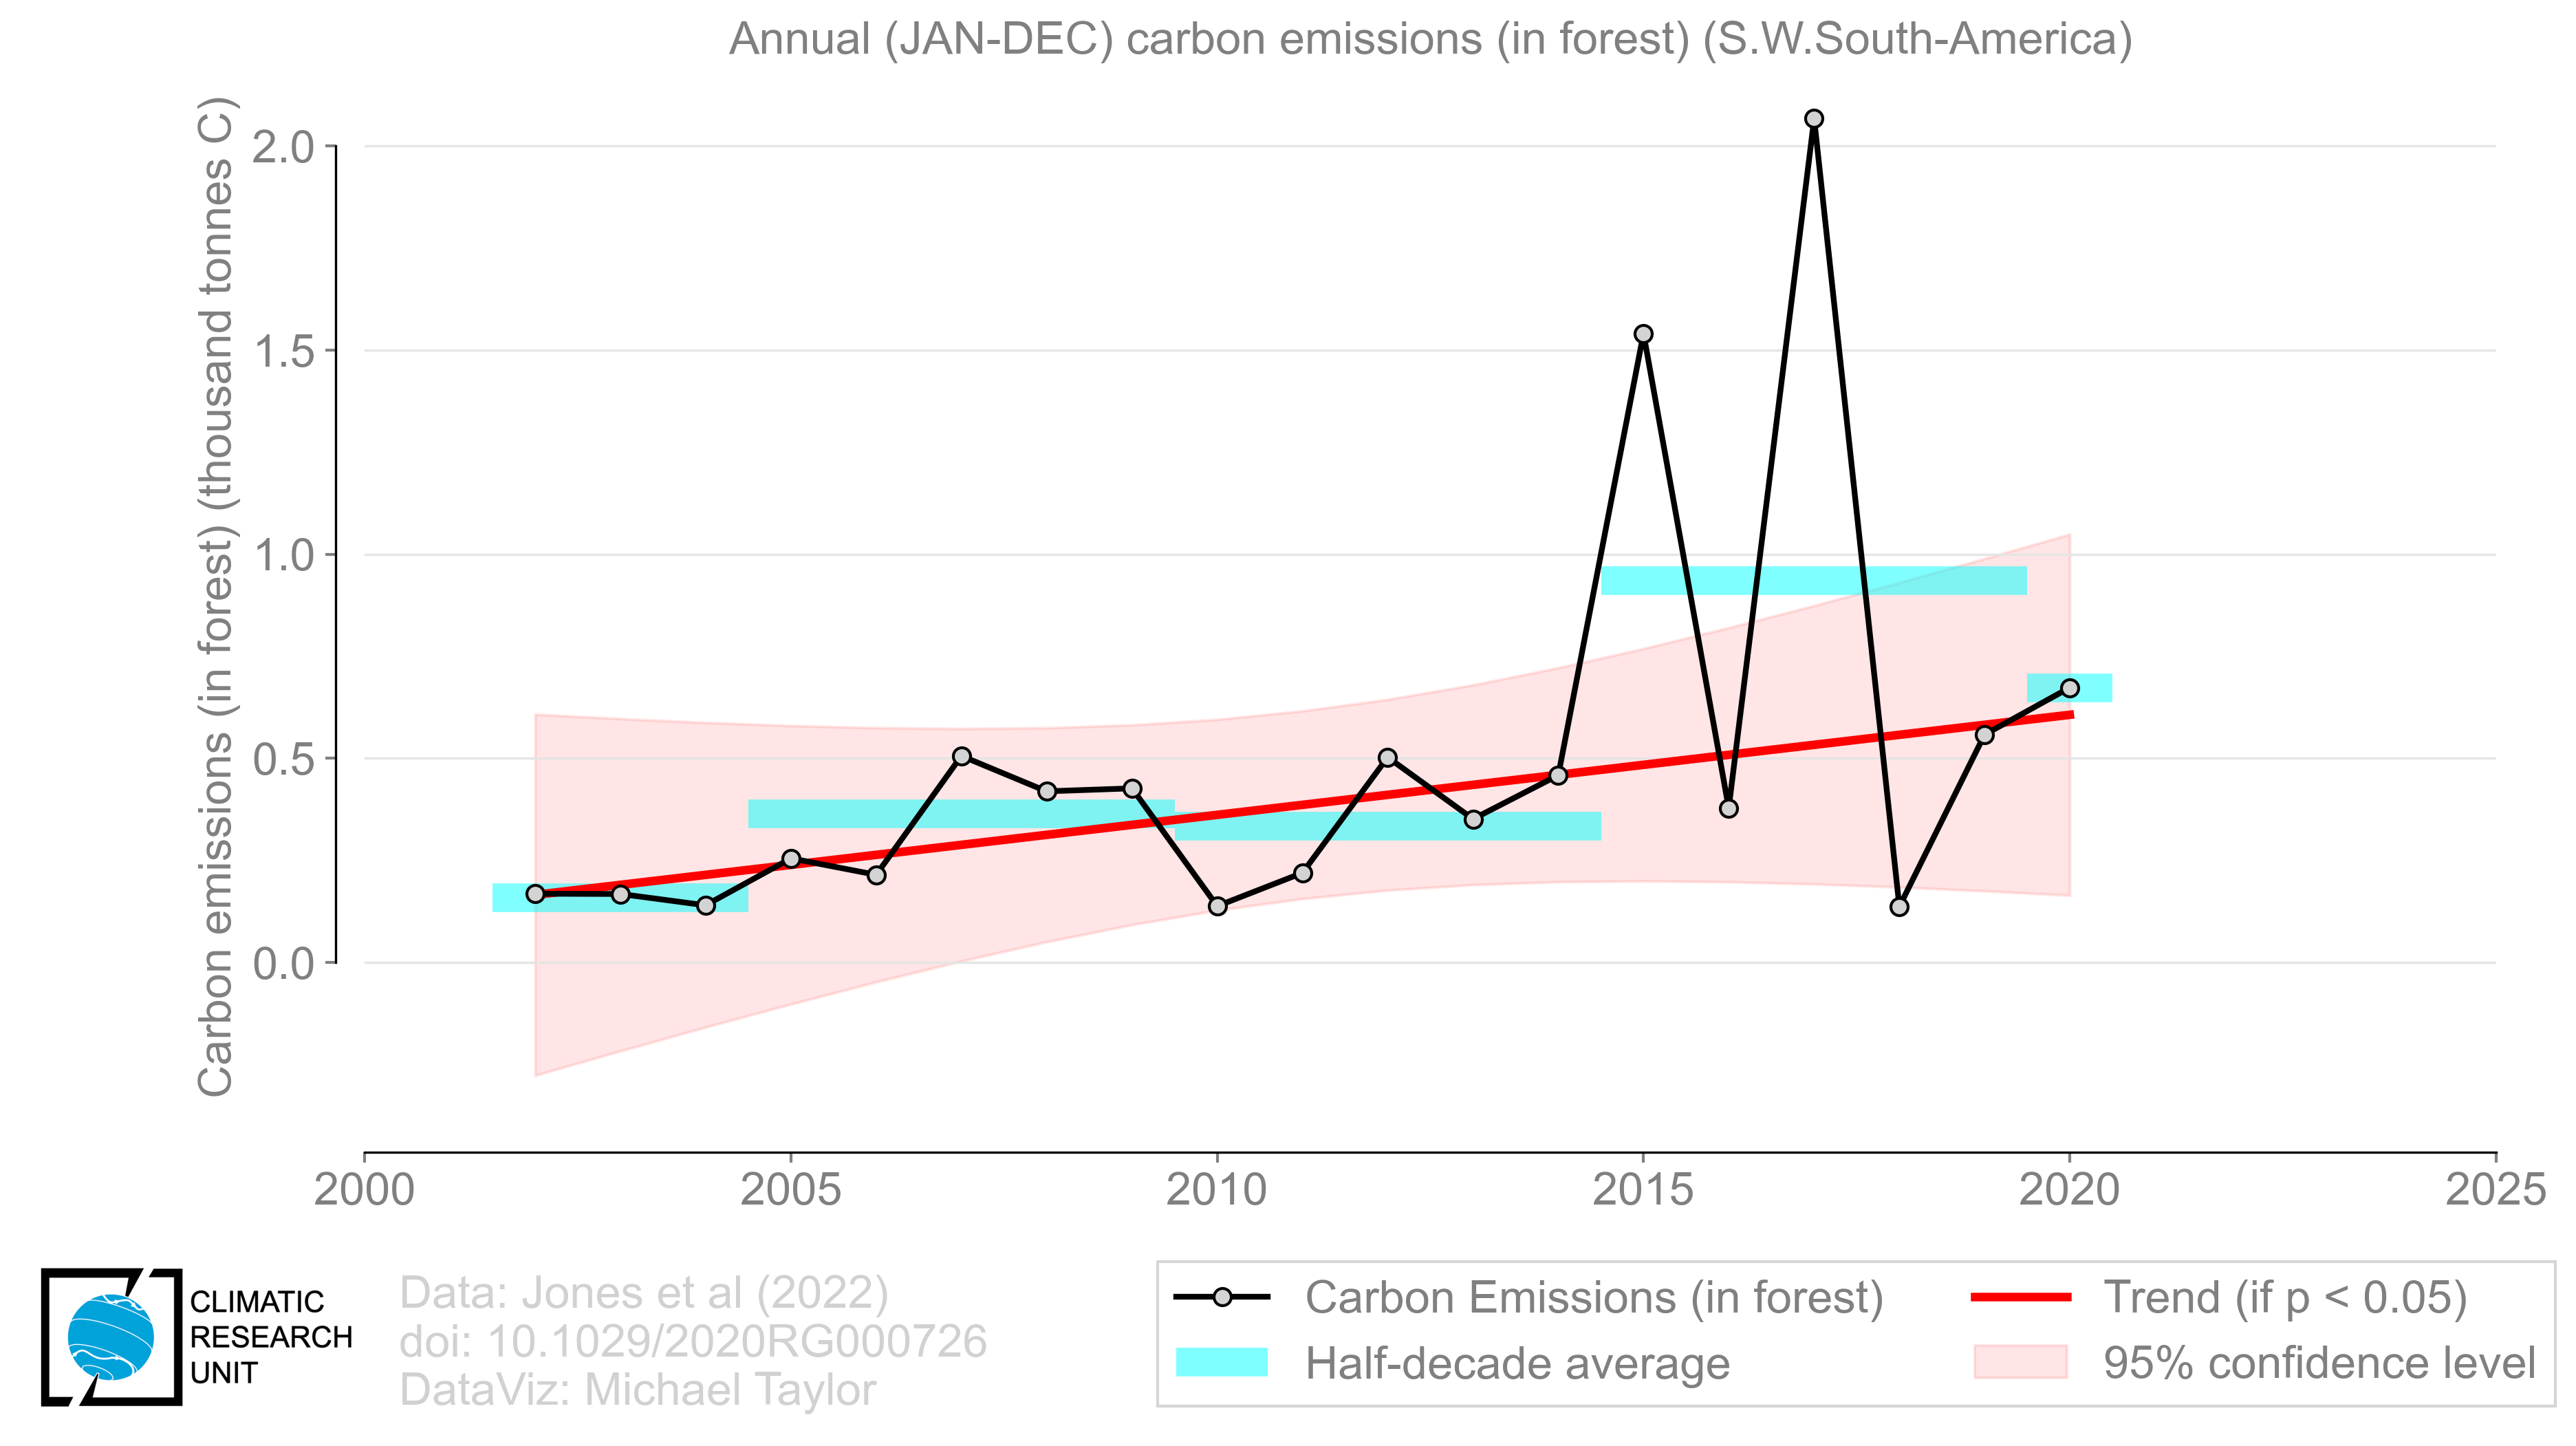 Annual (JAN-DEC) carbon emissions (in forest) (S.W.South-America)
Carbon emissions (in forest) (thousand tonnes C)
2.0
1.5
1.0
0.5
0.0
2000 2005 2010 2015 2020 2025
CLIMATIC
RESEARCH
UNIT
Data: Jones et al (2022)
doi: 10.1029/2020RG000726
DataViz: Michael Taylor
Carbon Emissions (in forest)
Half-decade average
Trend (if p < 0.05)
95% confidence level